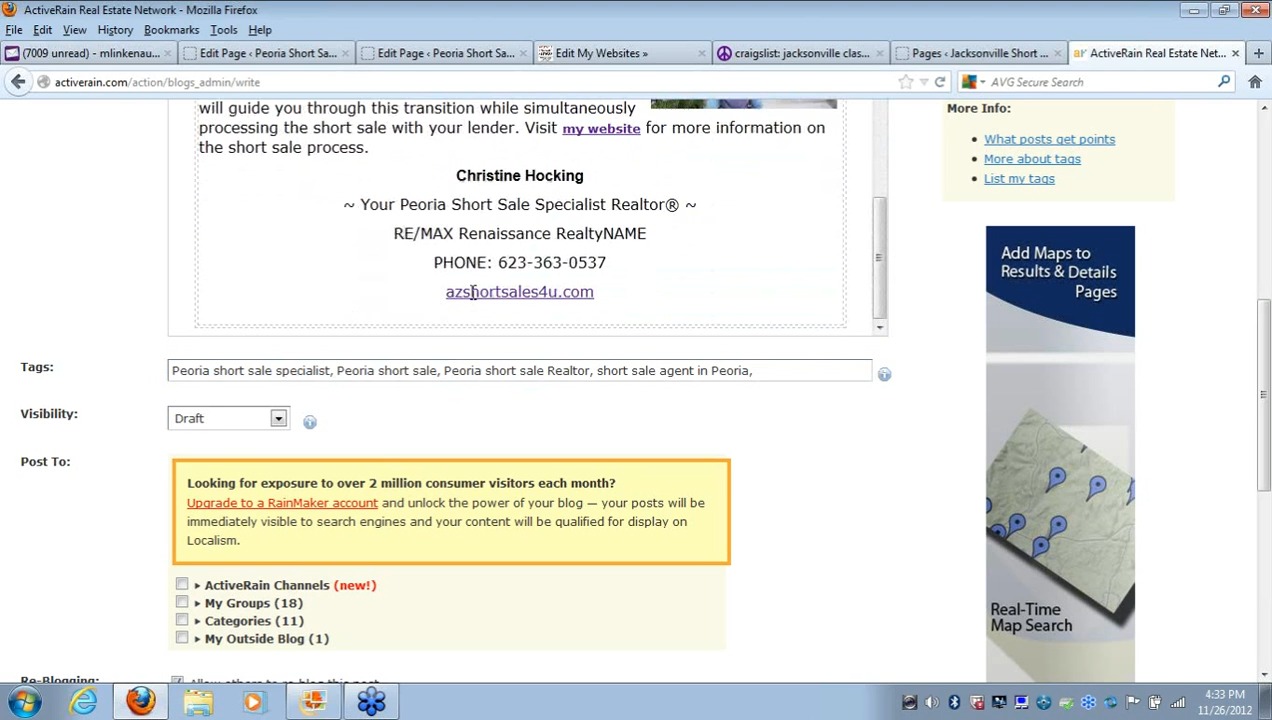 ActiveRain Real Estate Network - Mozilla Firefox
File Edit View History Bookmarks Tools Help
(7009 unread) - mlinkenau... × Edit Page ‹ Peoria Short Sa... × Edit Page ‹ Peoria Short Sa... × Edit My Websites » × craigslist: jacksonville clas... × Pages ‹ Jacksonville Short ... × ActiveRain Real Estate Net... × +
activerain.com/action/blogs_admin/write AVG Secure Search
will guide you through this transition while simultaneously
processing the short sale with your lender. Visit my website for more information on
the short sale process.
Christine Hocking
~ Your Peoria Short Sale Specialist Realtor® ~
RE/MAX Renaissance RealtyNAME
PHONE: 623-363-0537
azshortsales4u.com
More Info:
What posts get points
More about tags
List my tags
Add Maps to
Results & Details
Pages
Real-Time
Map Search
Tags: Peoria short sale specialist, Peoria short sale, Peoria short sale Realtor, short sale agent in Peoria,
Visibility: Draft
Post To:
Looking for exposure to over 2 million consumer visitors each month?
Upgrade to a RainMaker account and unlock the power of your blog — your posts will be
immediately visible to search engines and your content will be qualified for display on
Localism.
ActiveRain Channels (new!)
My Groups (18)
Categories (11)
My Outside Blog (1)
Re-Blogging: Allow others to re-blog this post
4:33 PM
11/26/2012